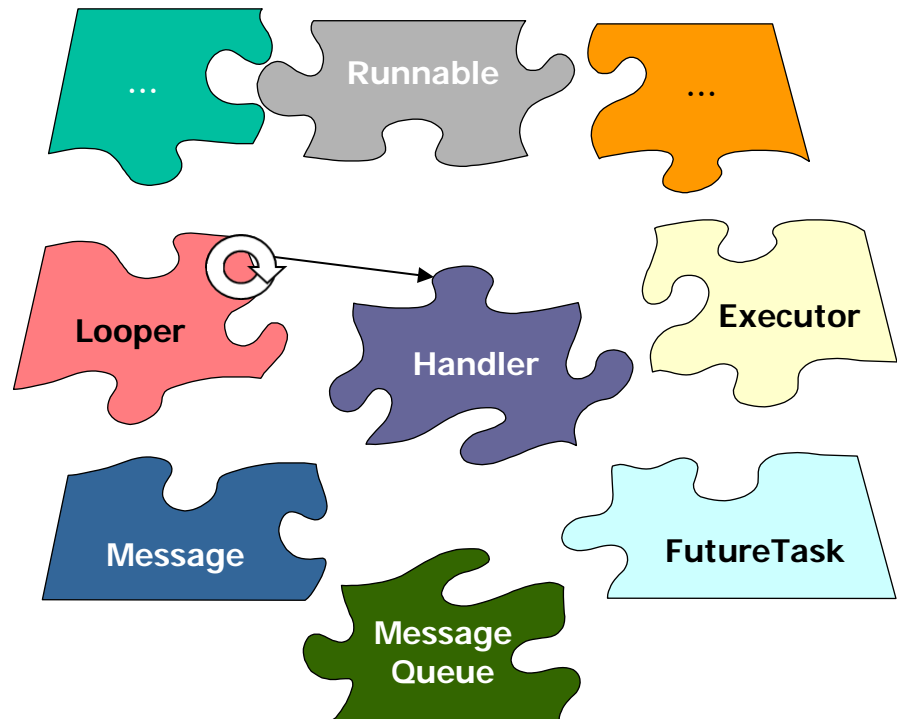 ...
Runnable
...
Looper
Handler
Executor
Message
FutureTask
Message
Queue